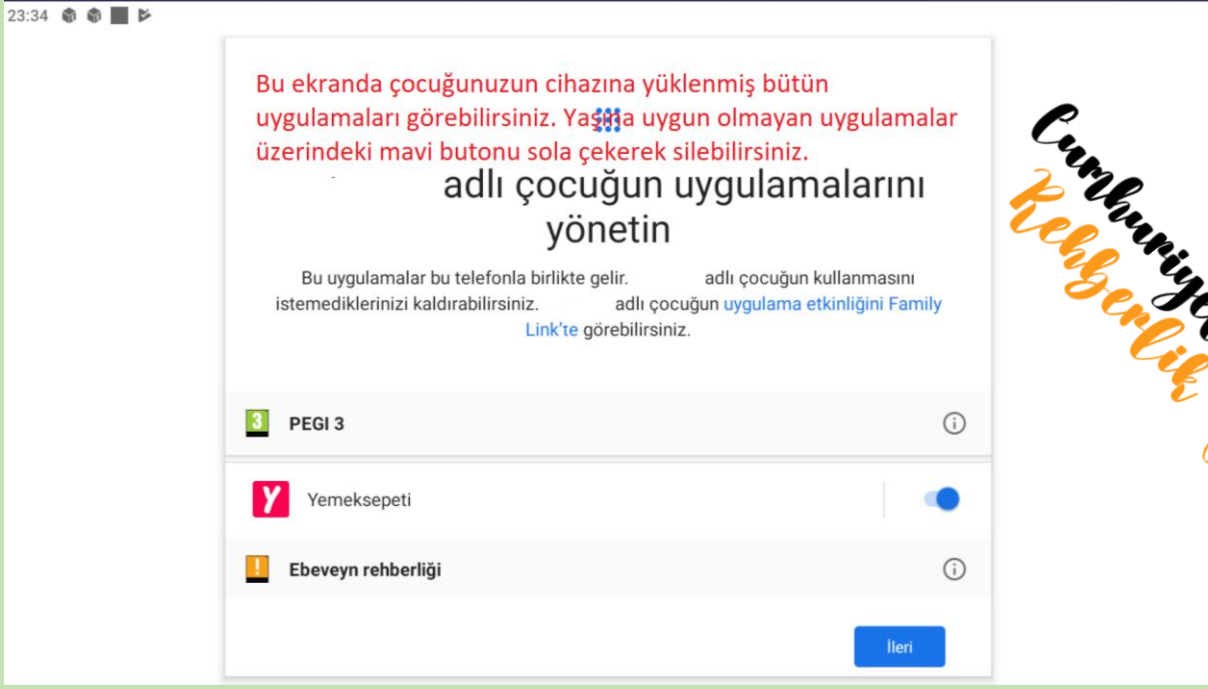 23:34
Bu ekranda çocuğunuzun cihazına yüklenmiş bütün
uygulamaları görebilirsiniz. Yaşına uygun olmayan uygulamalar
üzerindeki mavi butonu sola çekerek silebilirsiniz.
adlı çocuğun uygulamalarını
yönetin
Bu uygulamalar bu telefonla birlikte gelir. adlı çocuğun kullanmasını
istemediklerinizi kaldırabilirsiniz. adlı çocuğun uygulama etkinliğini Family
Link'te görebilirsiniz.
3 PEGI 3
Y Yemeksepeti
! Ebeveyn rehberliği
İleri
Rehberlik